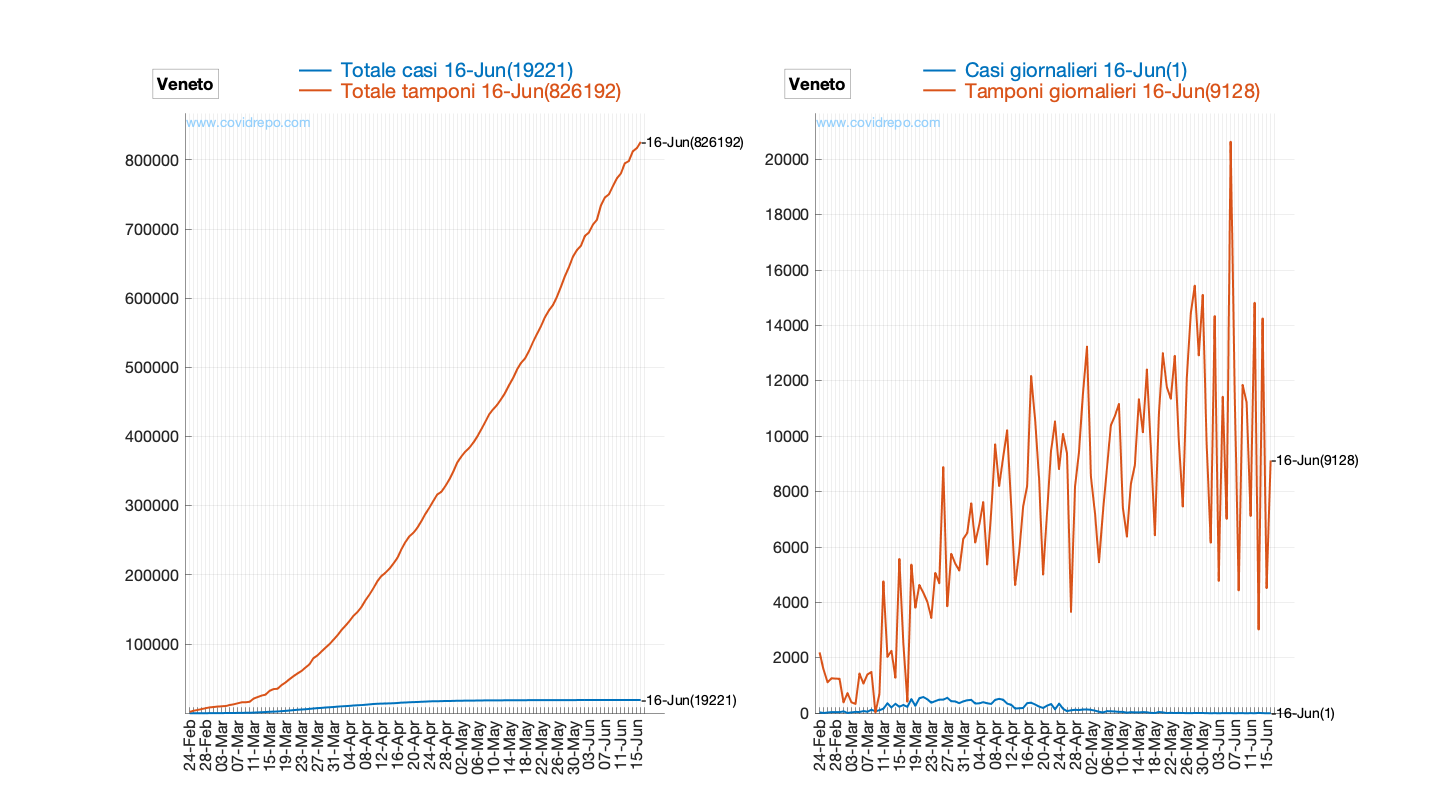 Veneto
Totale casi 16-Jun(19221)
Totale tamponi 16-Jun(826192)
www.covidrepo.com
16-Jun(826192)
800000
700000
600000
500000
400000
300000
200000
100000
16-Jun(19221)
24-Feb
28-Feb
03-Mar
07-Mar
11-Mar
15-Mar
19-Mar
23-Mar
27-Mar
31-Mar
04-Apr
08-Apr
12-Apr
16-Apr
20-Apr
24-Apr
28-Apr
02-May
06-May
10-May
14-May
18-May
22-May
26-May
30-May
03-Jun
07-Jun
11-Jun
15-Jun
Veneto
Casi giornalieri 16-Jun(1)
Tamponi giornalieri 16-Jun(9128)
www.covidrepo.com
20000
18000
16000
14000
12000
10000
8000
6000
4000
2000
0
16-Jun(9128)
16-Jun(1)
24-Feb
28-Feb
03-Mar
07-Mar
11-Mar
15-Mar
19-Mar
23-Mar
27-Mar
31-Mar
04-Apr
08-Apr
12-Apr
16-Apr
20-Apr
24-Apr
28-Apr
02-May
06-May
10-May
14-May
18-May
22-May
26-May
30-May
03-Jun
07-Jun
11-Jun
15-Jun